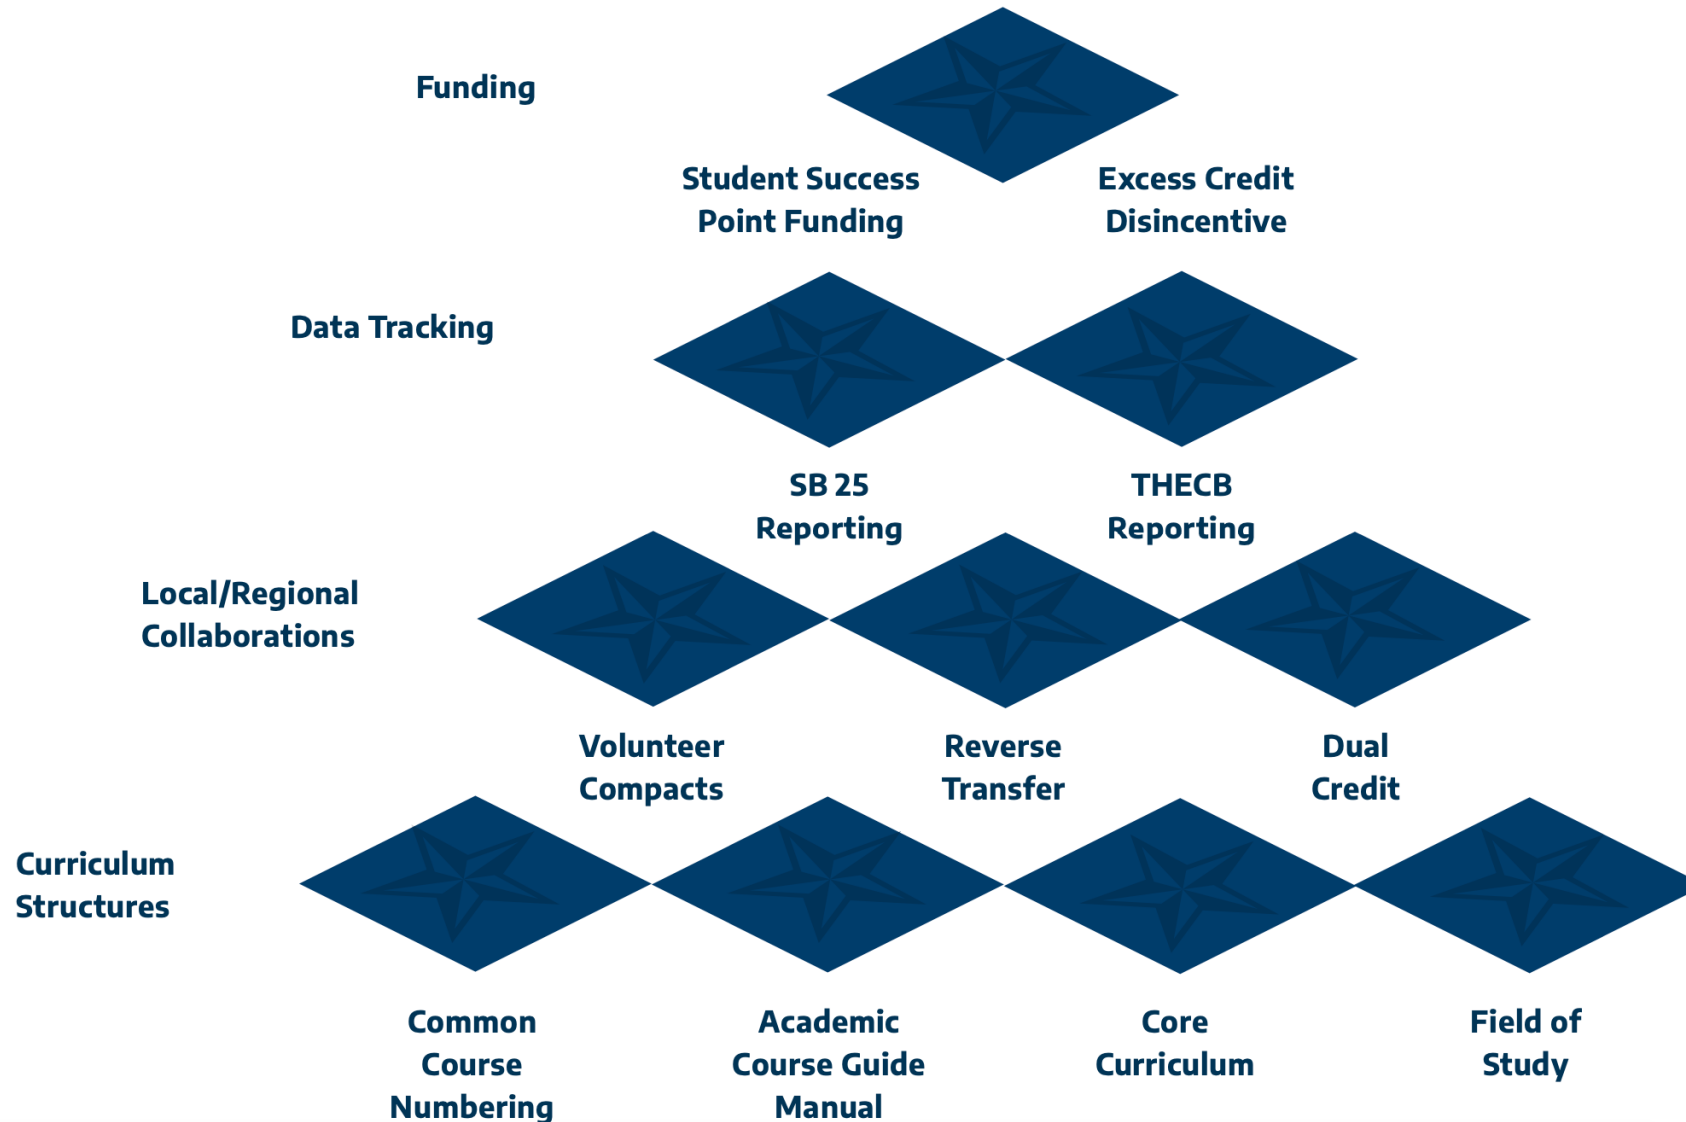 Funding
Student Success
Point Funding
Excess Credit
Disincentive
Data Tracking
SB 25
Reporting
THECB
Reporting
Local/Regional
Collaborations
Volunteer
Compacts
Reverse
Transfer
Dual
Credit
Curriculum
Structures
Common
Course
Numbering
Academic
Course Guide
Manual
Core
Curriculum
Field of
Study